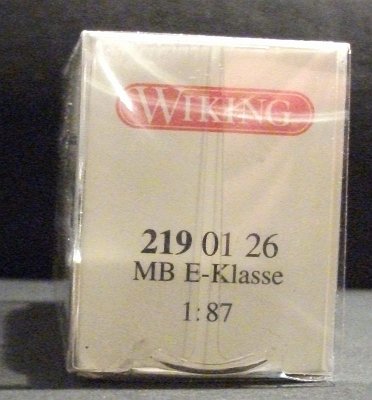 WIKING
219 01 26
MB E-Klasse
1:87